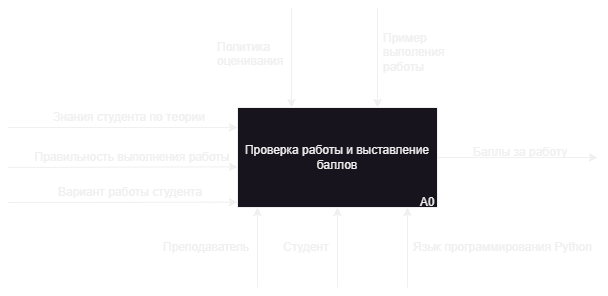 Политика
оценивания
Пример
выполения
работы
Знания студента по теории
Правильность выполнения работы
Вариант работы студента
Проверка работы и выставление
баллов
A0
Баллы за работу
Преподаватель
Студент
Язык программирования Python